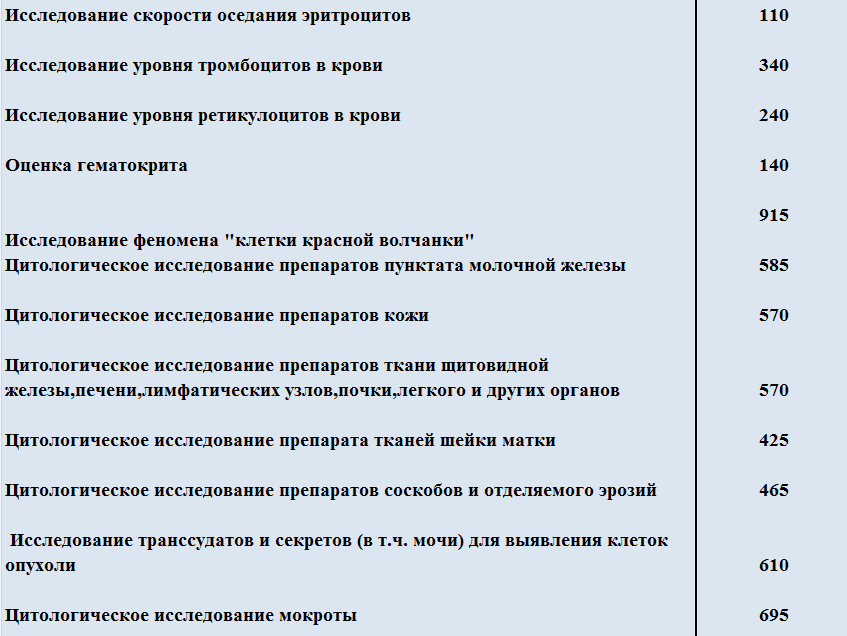 Исследование скорости оседания эритроцитов 110
Исследование уровня тромбоцитов в крови 340
Исследование уровня ретикулоцитов в крови 240
Оценка гематокрита 140
915
Исследование феномена "клетки красной волчанки"
Цитологическое исследование препаратов пунктата молочной железы 585
Цитологическое исследование препаратов кожи 570
Цитологическое исследование препаратов ткани щитовидной
железы,печени,лимфатических узлов,почки,легкого и других органов 570
Цитологическое исследование препарата тканей шейки матки 425
Цитологическое исследование препаратов соскобов и отделяемого эрозий 465
Исследование транссудатов и секретов (в т.ч. мочи) для выявления клеток
опухоли 610
Цитологическое исследование мокроты 695